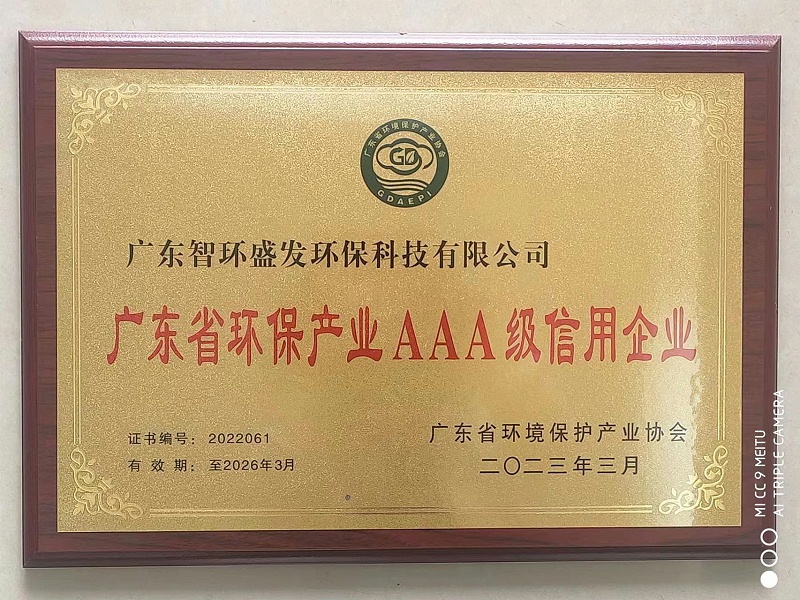 广东省环境保护产业协会
GD
GDAEPI
广东智环盛发环保科技有限公司
广东省环保产业AAA级信用企业
证书编号：2022061
有效期：至2026年3月
广东省环境保护产业协会
二〇二三年三月
MI CC 9 MEITU
AI TRIPLE CAMERA